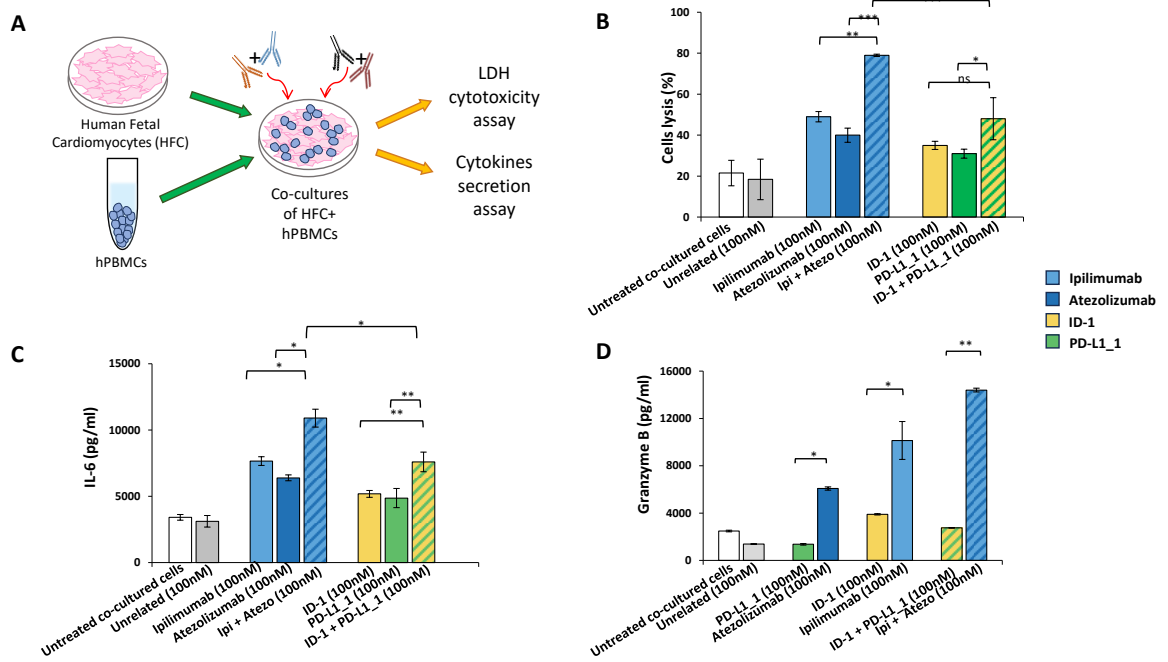 A
+
+
Human Fetal
Cardiomyocytes (HFC)
hPBMCs
Co-cultures
of HFC+
hPBMCs
LDH
cytotoxicity
assay
Cytokines
secretion
assay
B
Cells lysis (%)
100
80
60
40
20
0
**
***
ns
*
Untreated co-cultured cells
Unrelated (100nM)
Ipilimumab (100nM)
Atezolizumab (100nM)
Ipi + Atezo (100nM)
ID-1 (100nM)
PD-L1_1 (100nM)
ID-1 + PD-L1_1 (100nM)
Ipilimumab
Atezolizumab
ID-1
PD-L1_1
C
IL-6 (pg/ml)
15000
10000
5000
0
*
*
*
**
**
Untreated co-cultured cells
Unrelated (100nM)
Ipilimumab (100nM)
Atezolizumab (100nM)
Ipi + Atezo (100nM)
ID-1 (100nM)
PD-L1_1 (100nM)
ID-1 + PD-L1_1 (100nM)
D
Granzyme B (pg/ml)
16000
14000
8000
4000
0
*
*
**
Untreated co-cultured cells
Unrelated (100nM)
PD-L1_1 (100nM)
Atezolizumab (100nM)
ID-1 (100nM)
Ipilimumab (100nM)
ID-1 + PD-L1_1 (100nM)
Ipi + Atezo (100nM)